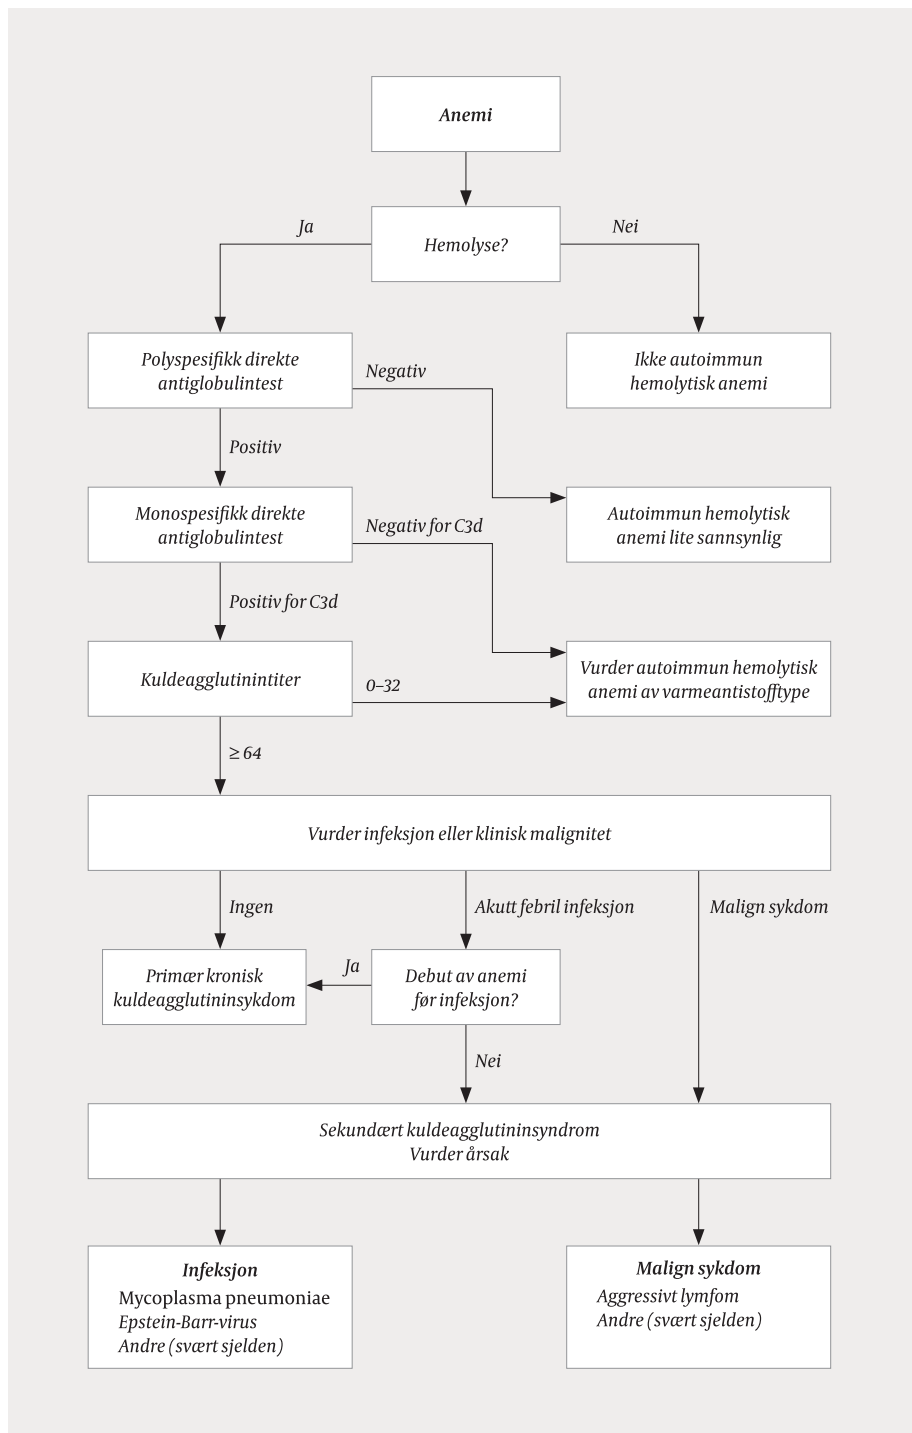 Anemi
Ja
Nei
Hemolyse?
Polyspesifikk direkte
antiglobulintest
Negativ
Ikke autoimmun
hemolytisk anemi
Positiv
Monospesifikk direkte
antiglobulintest
Negativ for C3d
Autoimmun hemolytisk
anemi lite sannsynlig
Positiv for C3d
Kuldeagglutinintiter
0–32
Vurder autoimmun hemolytisk
anemi av varmeantistofftype
≥ 64
Vurder infeksjon eller klinisk malignitet
Ingen
Akutt febril infeksjon
Malign sykdom
Primær kronisk
kuldeagglutininsykdom
Ja
Debut av anemi
før infeksjon?
Nei
Sekundært kuldeagglutininsyndrom
Vurder årsak
Infeksjon
Mycoplasma pneumoniae
Epstein-Barr-virus
Andre (svært sjelden)
Malign sykdom
Aggressivt lymfom
Andre (svært sjelden)